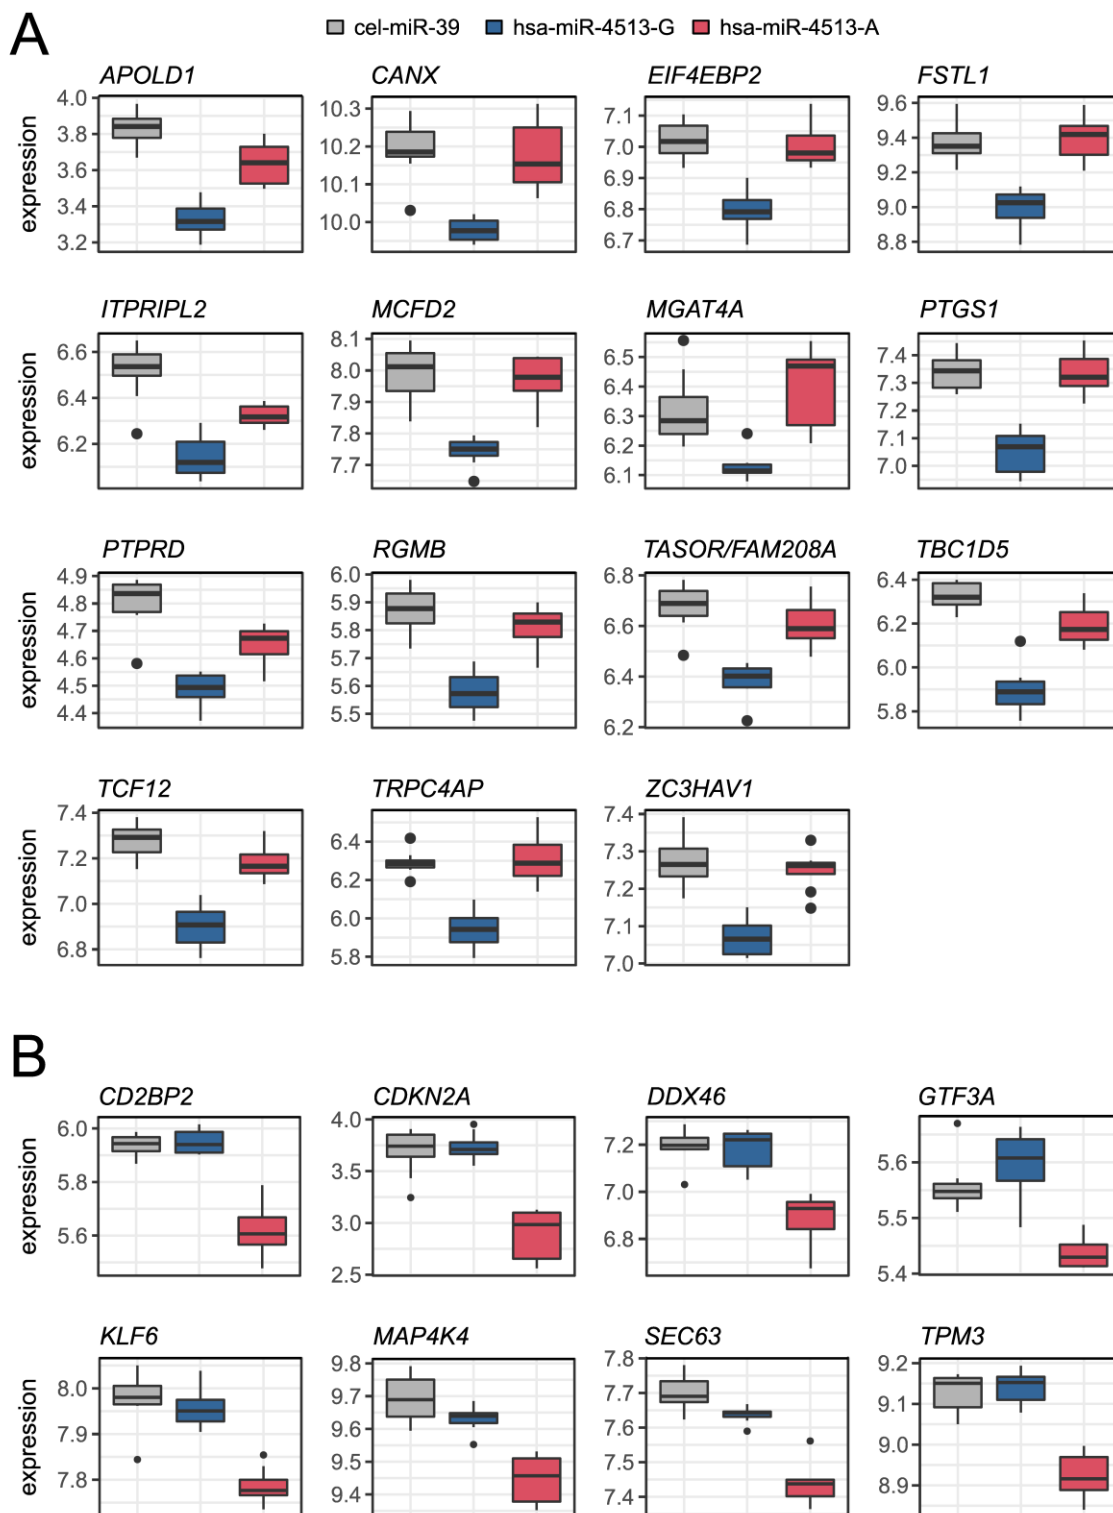 A
cel-miR-39 hsa-miR-4513-G hsa-miR-4513-A
APOLD1 CANX EIF4EBP2 FSTL1
expression
4.0 3.8 3.6 3.4 3.2
10.3 10.2 10.1 10.0
7.1 7.0 6.9 6.8 6.7
9.6 9.4 9.2 9.0 8.8
ITPRIPL2 MCFD2 MGAT4A PTGS1
expression
6.6 6.4 6.2
8.1 8.0 7.9 7.8 7.7
6.5 6.4 6.3 6.2 6.1
7.4 7.3 7.2 7.1 7.0
PTPRD RGMB TASOR/FAM208A TBC1D5
expression
4.9 4.8 4.7 4.6 4.5 4.4
6.0 5.9 5.8 5.7 5.6 5.5
6.8 6.6 6.4 6.2
6.4 6.2 6.0 5.8
TCF12 TRPC4AP ZC3HAV1
expression
7.4 7.2 7.0 6.8
6.4 6.2 6.0 5.8
7.4 7.3 7.2 7.1 7.0
B
CD2BP2 CDKN2A DDX46 GTF3A
expression
6.0 5.8 5.6
4.0 3.5 3.0 2.5
7.2 7.0 6.8
5.6 5.5 5.4
KLF6 MAP4K4 SEC63 TPM3
expression
8.0 7.9 7.8
9.8 9.7 9.6 9.5 9.4
7.8 7.7 7.6 7.5 7.4
9.2 9.1 9.0 8.9